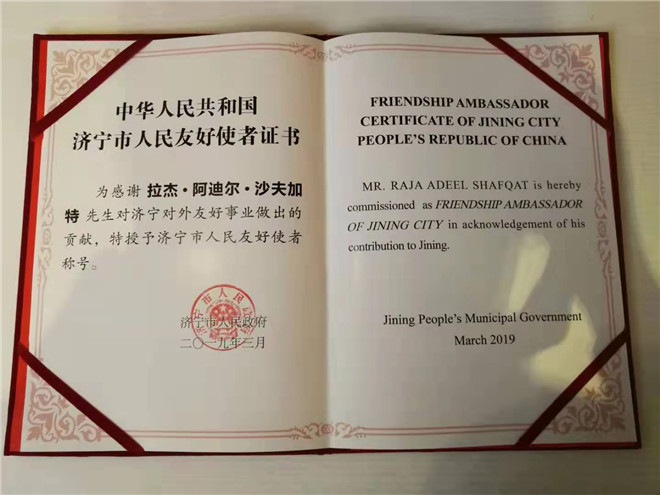 中华人民共和国
济宁市人民友好使者证书
为感谢 拉杰·阿迪尔·沙夫加
特 先生对济宁对外友好事业做出的
贡献，特授予济宁市人民友好使者
称号。
济宁市人民政府
二〇一九年三月
FRIENDSHIP AMBASSADOR
CERTIFICATE OF JINING CITY
PEOPLE'S REPUBLIC OF CHINA
MR. RAJA ADEEL SHAFQAT is hereby
commissioned as FRIENDSHIP AMBASSADOR
OF JINING CITY in acknowledgement of his
contribution to Jining.
Jining People's Municipal Government
March 2019